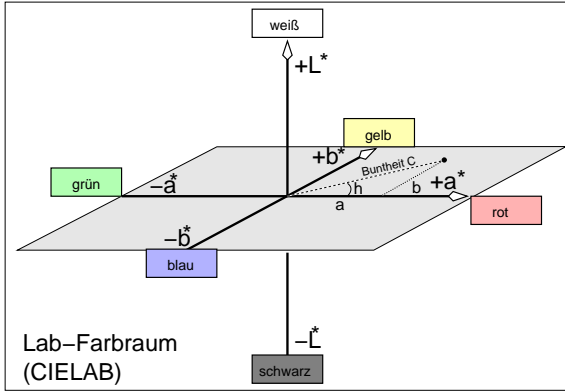 weiß
+L*
gelb
+b*
Buntheit C
grün
−a*
h
b
+a*
a
rot
−b*
blau
−L*
Lab−Farbraum
(CIELAB)
schwarz